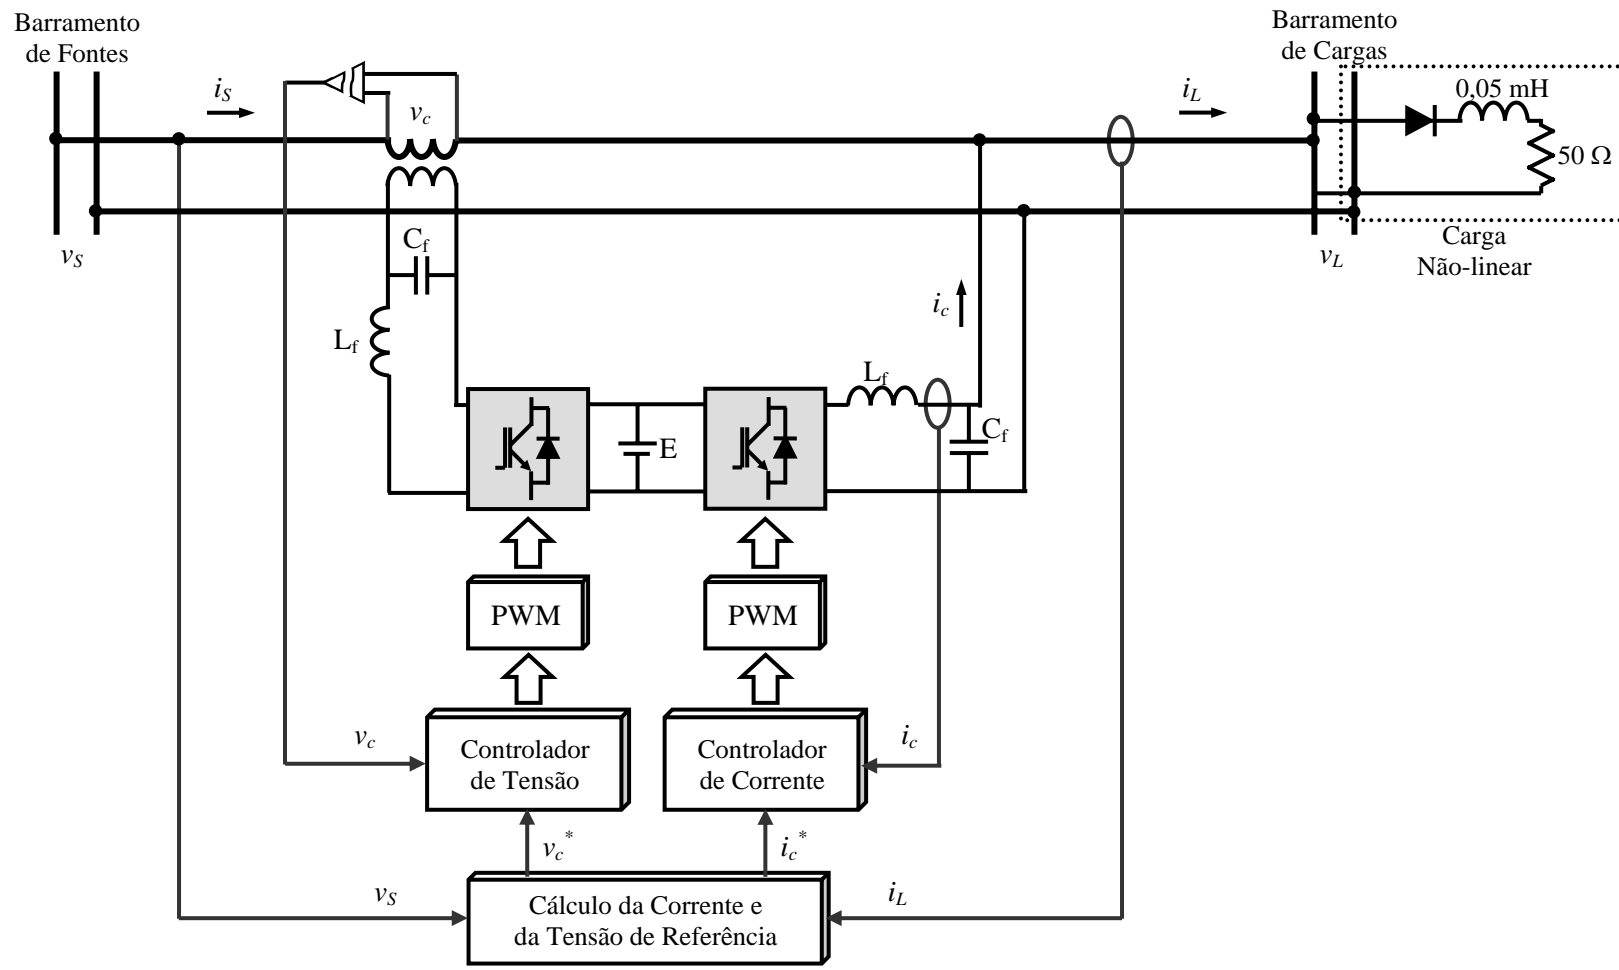 Barramento
de Fontes
Barramento
de Cargas
i_S
v_c
i_L
0,05 mH
50 Ω
v_S
C_f
v_L
Carga
Não-linear
i_c
L_f
L_f
E
C_f
PWM
PWM
v_c
Controlador
de Tensão
Controlador
de Corrente
i_c
v_c^*
i_c^*
v_S
Cálculo da Corrente e
da Tensão de Referência
i_L